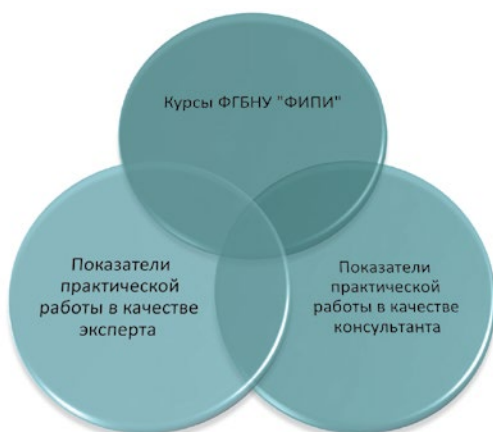 Курсы ФГБНУ "ФИПИ"
Показатели
практической
работы в качестве
эксперта
Показатели
практической
работы в качестве
консультанта